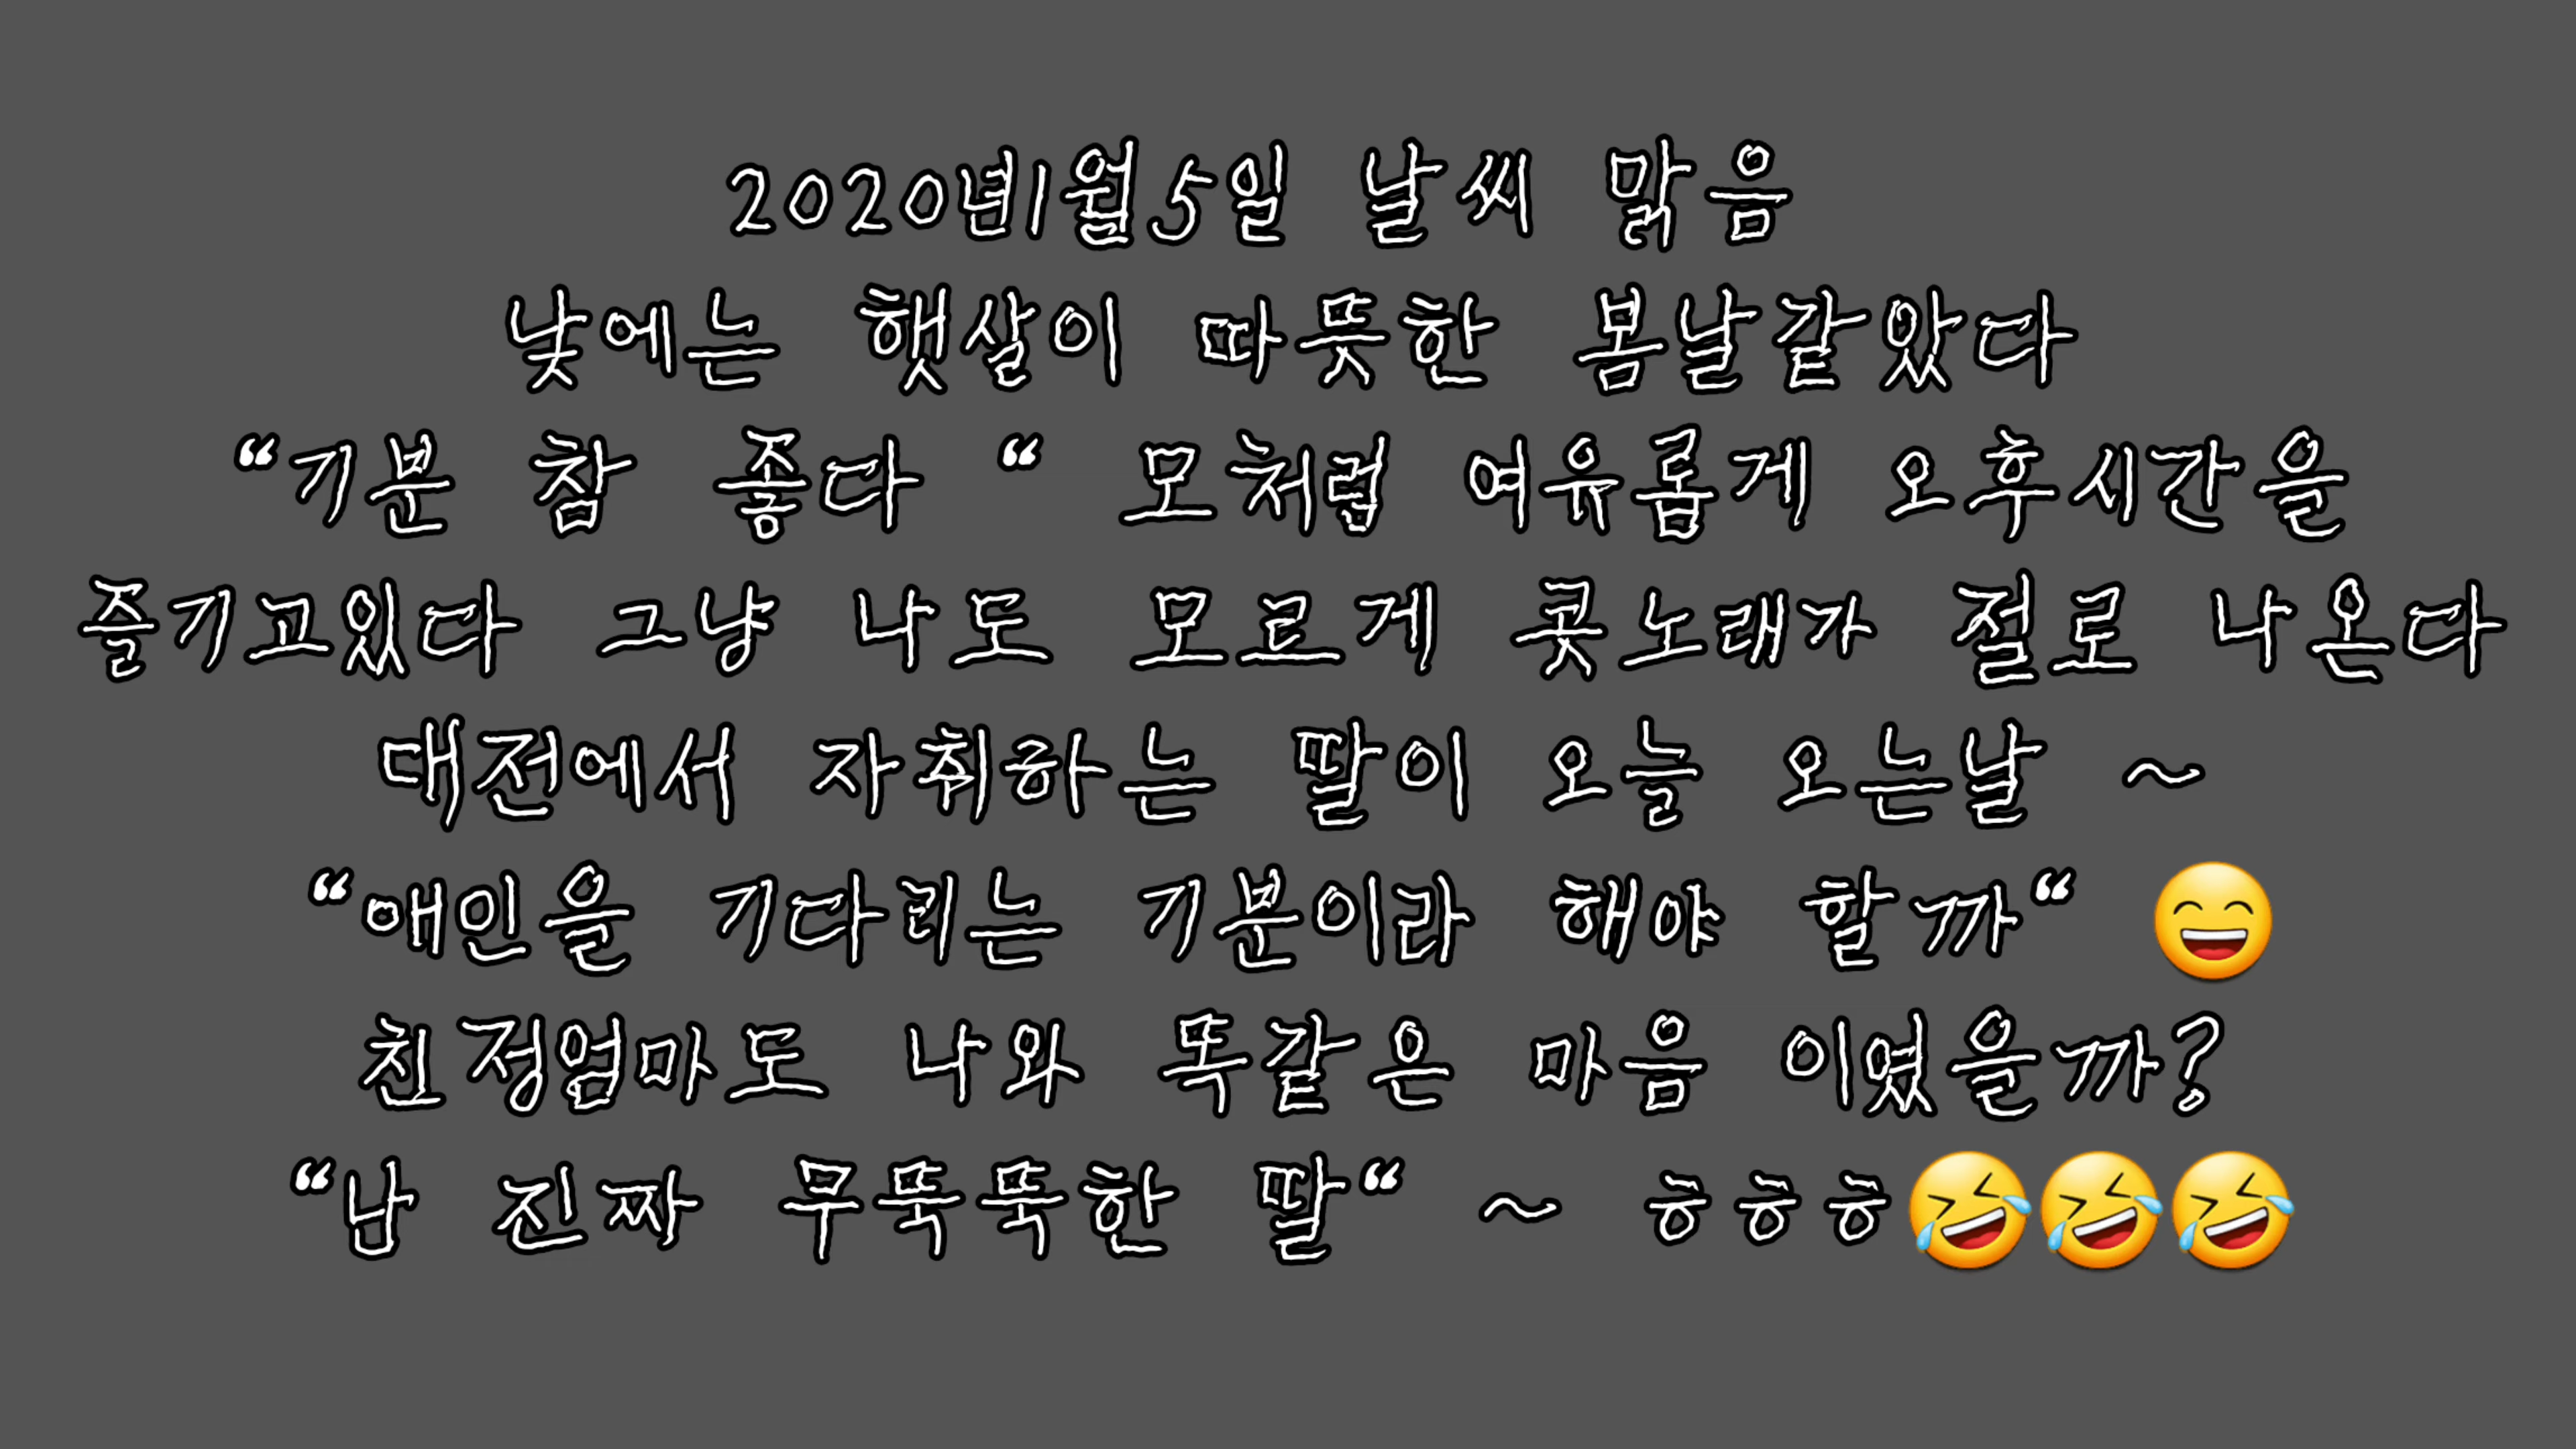 2020년1월5일 날씨 맑음
낮에는 햇살이 따뜻한 봄날같았다
“기분 참 좋다 “ 모처럼 여유롭게 오후시간을
즐기고있다 그냥 나도 모르게 콧노래가 절로 나온다
대전에서 자취하는 딸이 오늘 오는날 ~
“애인을 기다리는 기분이라 해야 할까“ 😄
친정엄마도 나와 똑같은 마음 이였을까?
“남 진짜 무뚝뚝한 딸“ ~ ㅎㅎㅎ🤣🤣🤣